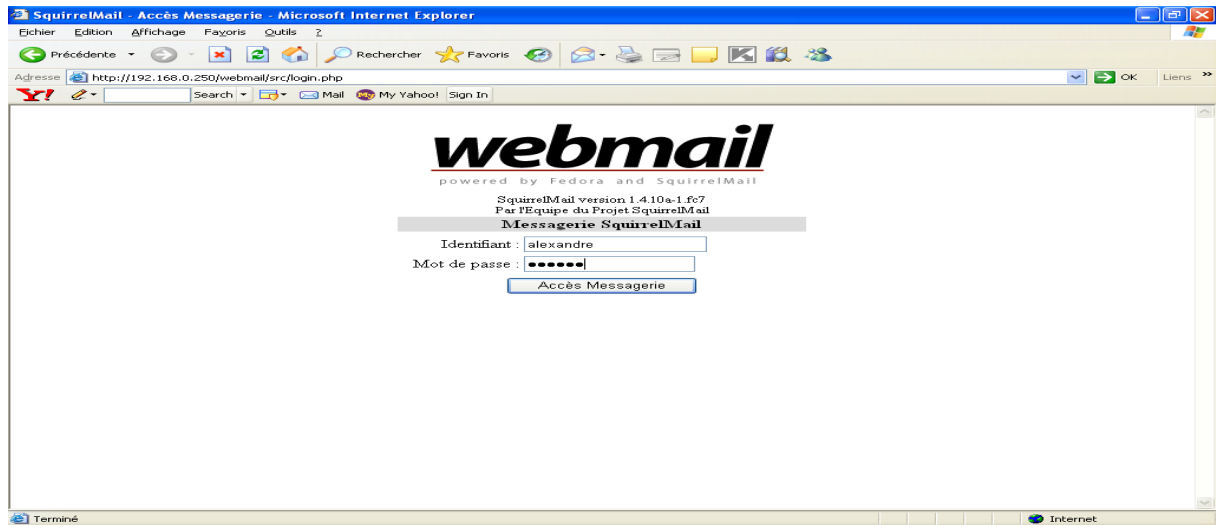 SquirrelMail - Accès Messagerie - Microsoft Internet Explorer
Fichier Edition Affichage Favoris Outils ?
Précédente Rechercher Favoris
Adresse http://192.168.0.250/webmail/src/login.php OK Liens »
Y! Search Mail My Yahoo! Sign In
webmail
powered by Fedora and SquirrelMail
SquirrelMail version 1.4.10a-1.fc7
Par l'Equipe du Projet SquirrelMail
Messagerie SquirrelMail
Identifiant : alexandre
Mot de passe : ●●●●●●
Accès Messagerie
Terminé Internet